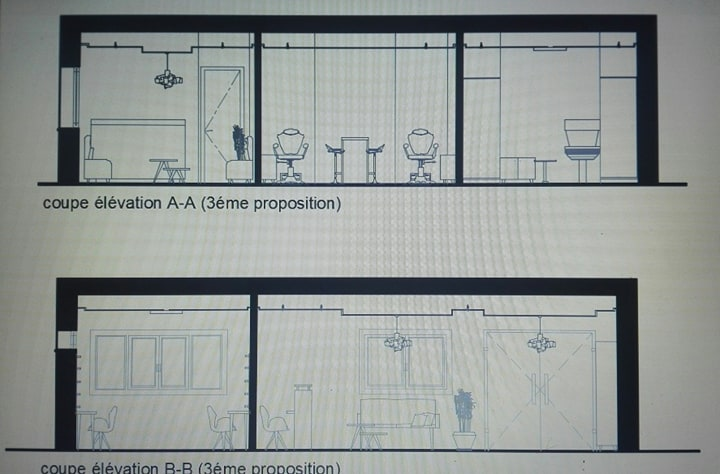 coupe élévation A-A (3éme proposition)
coupe élévation B-B (3éme proposition)